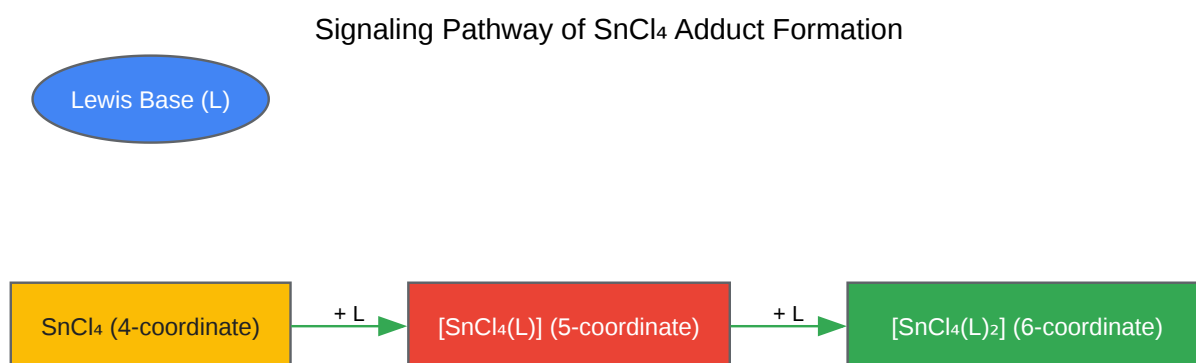 Signaling Pathway of SnCl₄ Adduct Formation
Lewis Base (L)
SnCl₄ (4-coordinate)
+ L
[SnCl₄(L)] (5-coordinate)
+ L
[SnCl₄(L)₂] (6-coordinate)